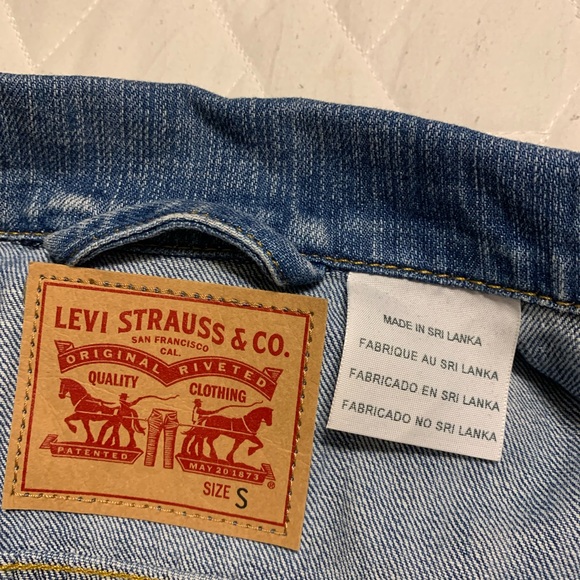 LEVI STRAUSS & CO.
SAN FRANCISCO
CAL.
ORIGINAL RIVETED
QUALITY CLOTHING
PATENTED MAY 20 1873 ®
SIZE S
MADE IN SRI LANKA
FABRIQUE AU SRI LANKA
FABRICADO EN SRI LANKA
FABRICADO NO SRI LANKA